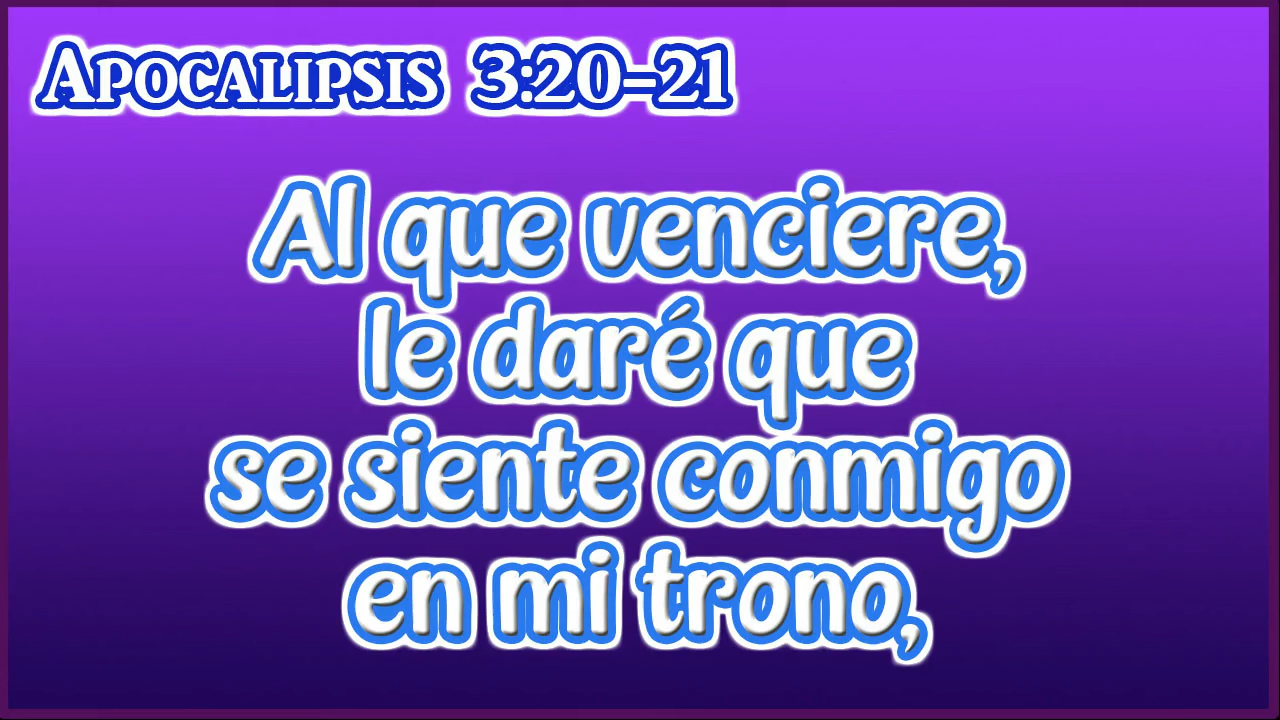 Apocalipsis 3:20-21
Al que venciere,
le daré que
se siente conmigo
en mi trono,